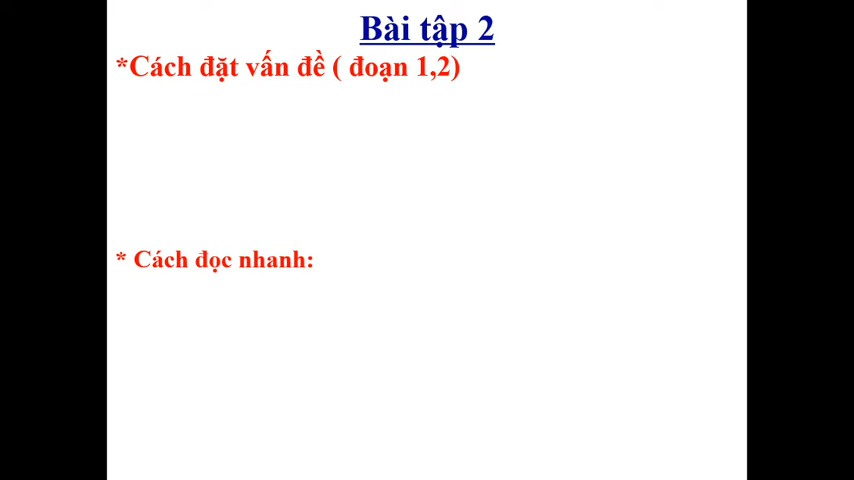 Bài tập 2
*Cách đặt vấn đề ( đoạn 1,2)
* Cách đọc nhanh: